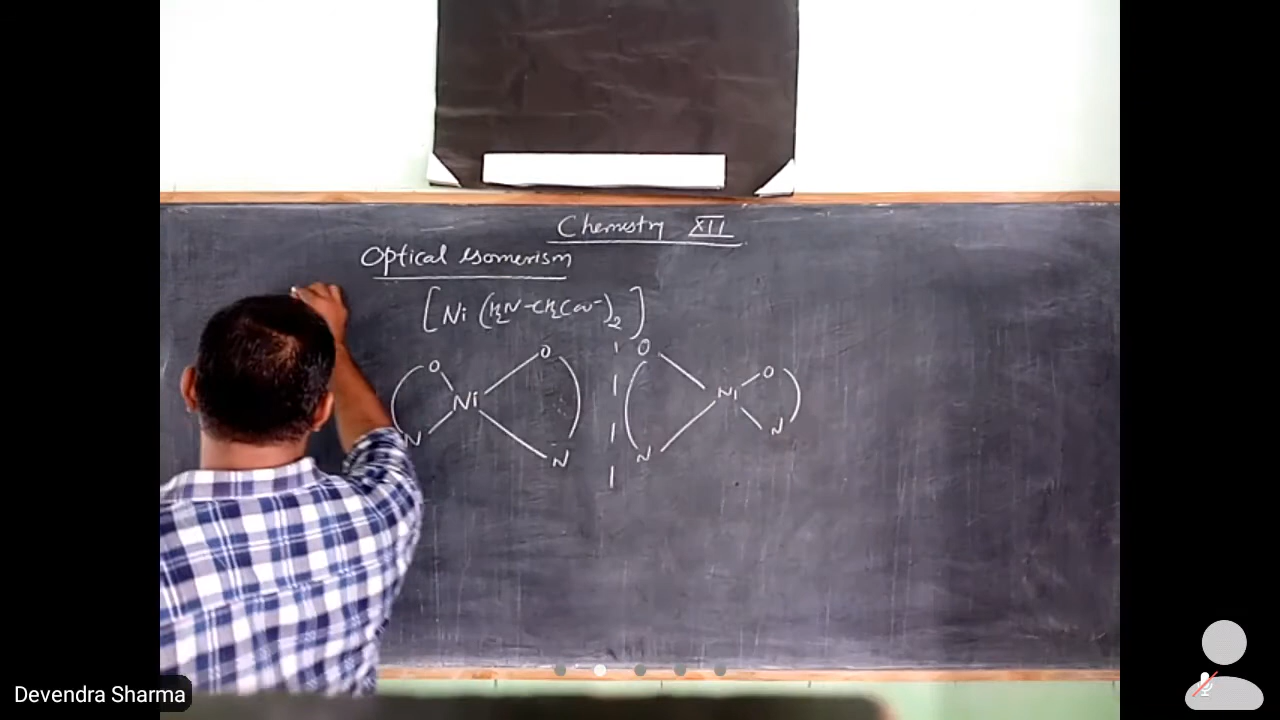 Chemistry XII
Optical isomerism
[Ni (H2N-CH2COO-)2]
O O O O
Ni Ni
N N N N
Devendra Sharma